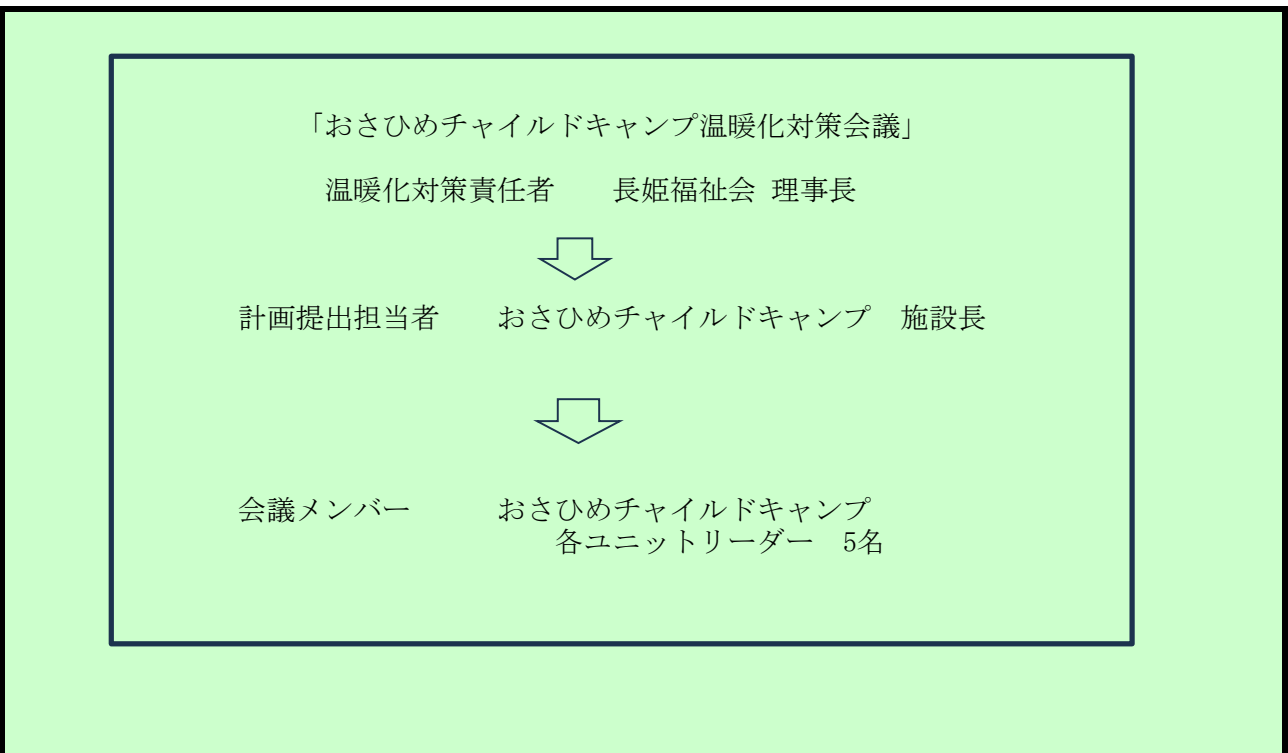 「おさひめチャイルドキャンプ温暖化対策会議」
温暖化対策責任者　　長姫福祉会 理事長
計画提出担当者　　おさひめチャイルドキャンプ　施設長
会議メンバー　　　おさひめチャイルドキャンプ
各ユニットリーダー　5名